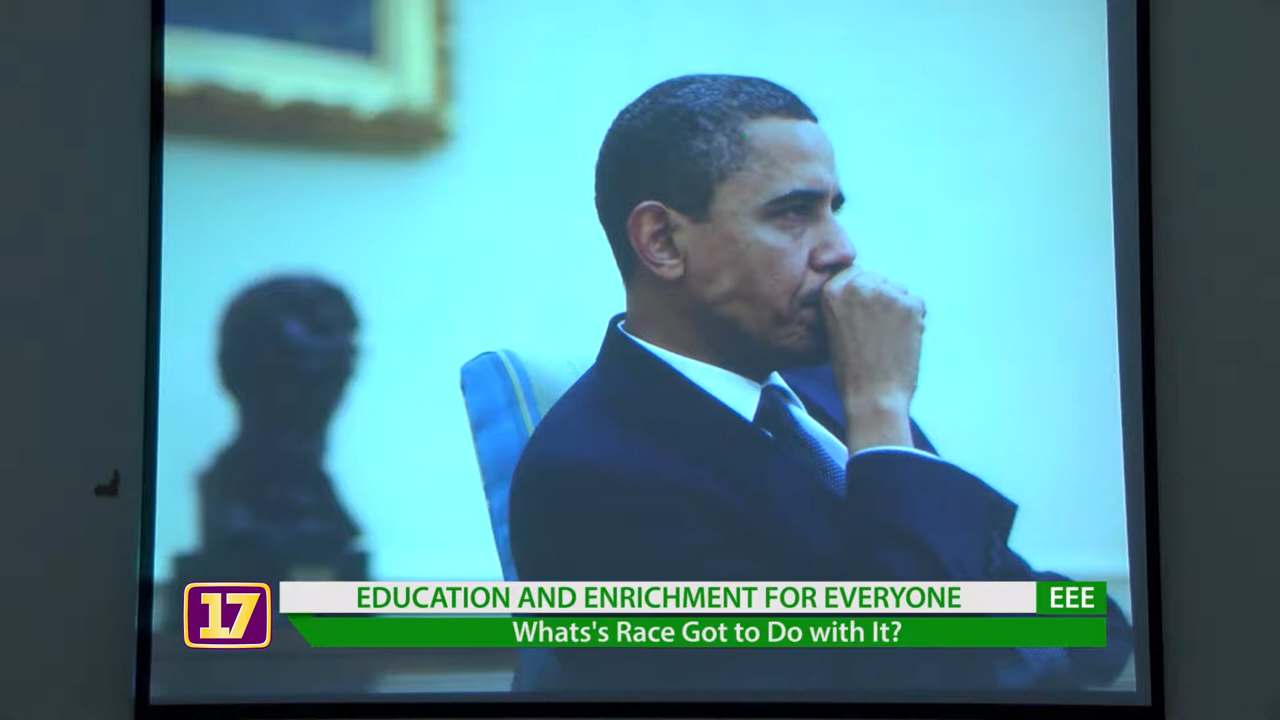 17
EDUCATION AND ENRICHMENT FOR EVERYONE
EEE
Whats's Race Got to Do with It?